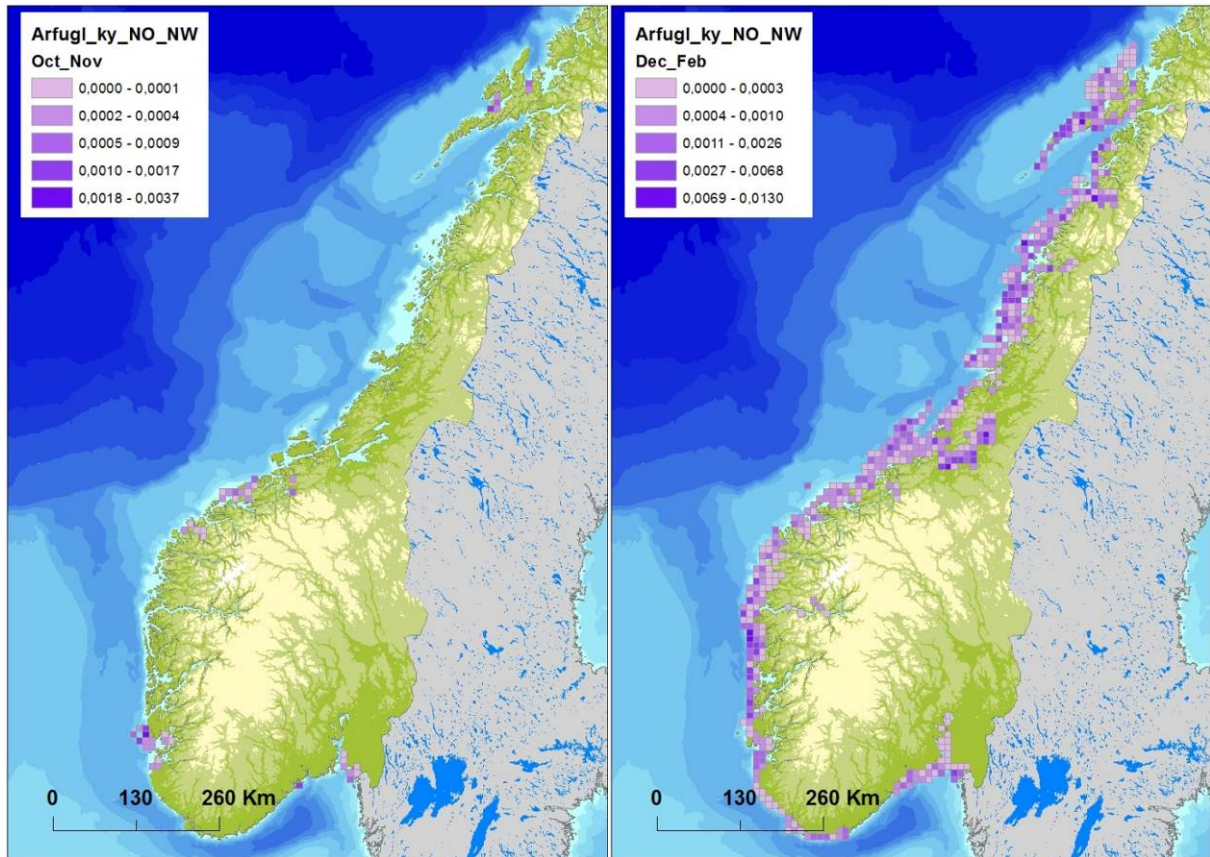 Arfugl_ky_NO_NW
Oct_Nov
0,0000 - 0,0001
0,0002 - 0,0004
0,0005 - 0,0009
0,0010 - 0,0017
0,0018 - 0,0037
0 130 260 Km
Arfugl_ky_NO_NW
Dec_Feb
0,0000 - 0,0003
0,0004 - 0,0010
0,0011 - 0,0026
0,0027 - 0,0068
0,0069 - 0,0130
0 130 260 Km